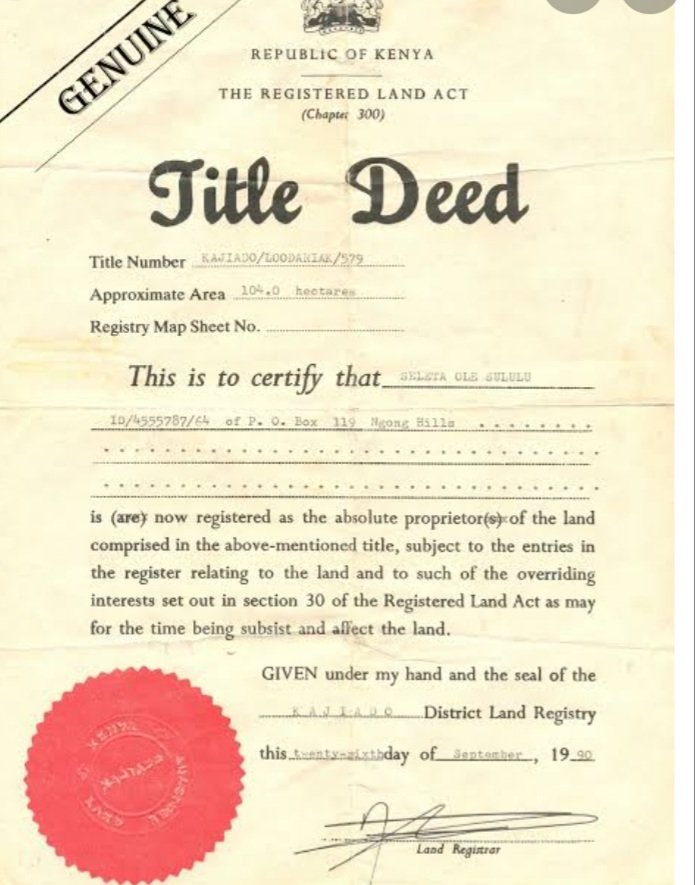 GENUINE
REPUBLIC OF KENYA
THE REGISTERED LAND ACT
(Chapter 300)
Title Deed
Title Number KAJIADO/LOODARIAK/579
Approximate Area 104.0 hectares
Registry Map Sheet No.
This is to certify that SELETA OLE SULULU
ID/4555787/64 of P. O. Box 119 Ngong Hills
is (are) now registered as the absolute proprietor(s) of the land
comprised in the above-mentioned title, subject to the entries in
the register relating to the land and to such of the overriding
interests set out in section 30 of the Registered Land Act as may
for the time being subsist and affect the land.
GIVEN under my hand and the seal of the
KAJIADO District Land Registry
this twenty-sixth day of September, 19 90
Land Registrar
KAJIADO